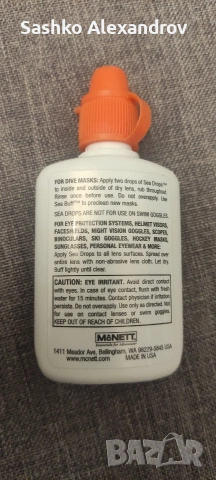 Sashko Alexandrov
FOR DIVE MASKS: Apply two drops of Sea Drops™
to inside and outside of dry lens, rub throughout.
Rinse and do not overapply. Use
Sea Buff™ to preclean new masks.
SEA DROPS ARE NOT FOR USE ON SWIM GOGGLES.
FOR EYE PROTECTION SYSTEMS, HELMET VISORS,
FACESHIELDS, NIGHT VISION GOGGLES, SCOPES,
BINOCULARS, SKI GOGGLES, HOCKEY MASKS,
SUNGLASSES, PERSONAL EYEWEAR & MORE:
Apply Sea Drops to all lens surfaces. Spread over
entire lens with non-abrasive lens cloth. Let dry.
Buff lightly until clear.
CAUTION: EYE IRRITANT. Avoid direct contact
with eyes. In case of eye contact, flush with fresh
water for 15 minutes. Contact physician if irritation
persists. Do not overapply. Use as directed. Not
for use on contact lenses or swim goggles.
KEEP OUT OF REACH OF CHILDREN.
McNETT
1411 Meador Ave, Bellingham, WA 98229-5845 USA
www.mcnett.com MADE IN USA
BAZAR
bg